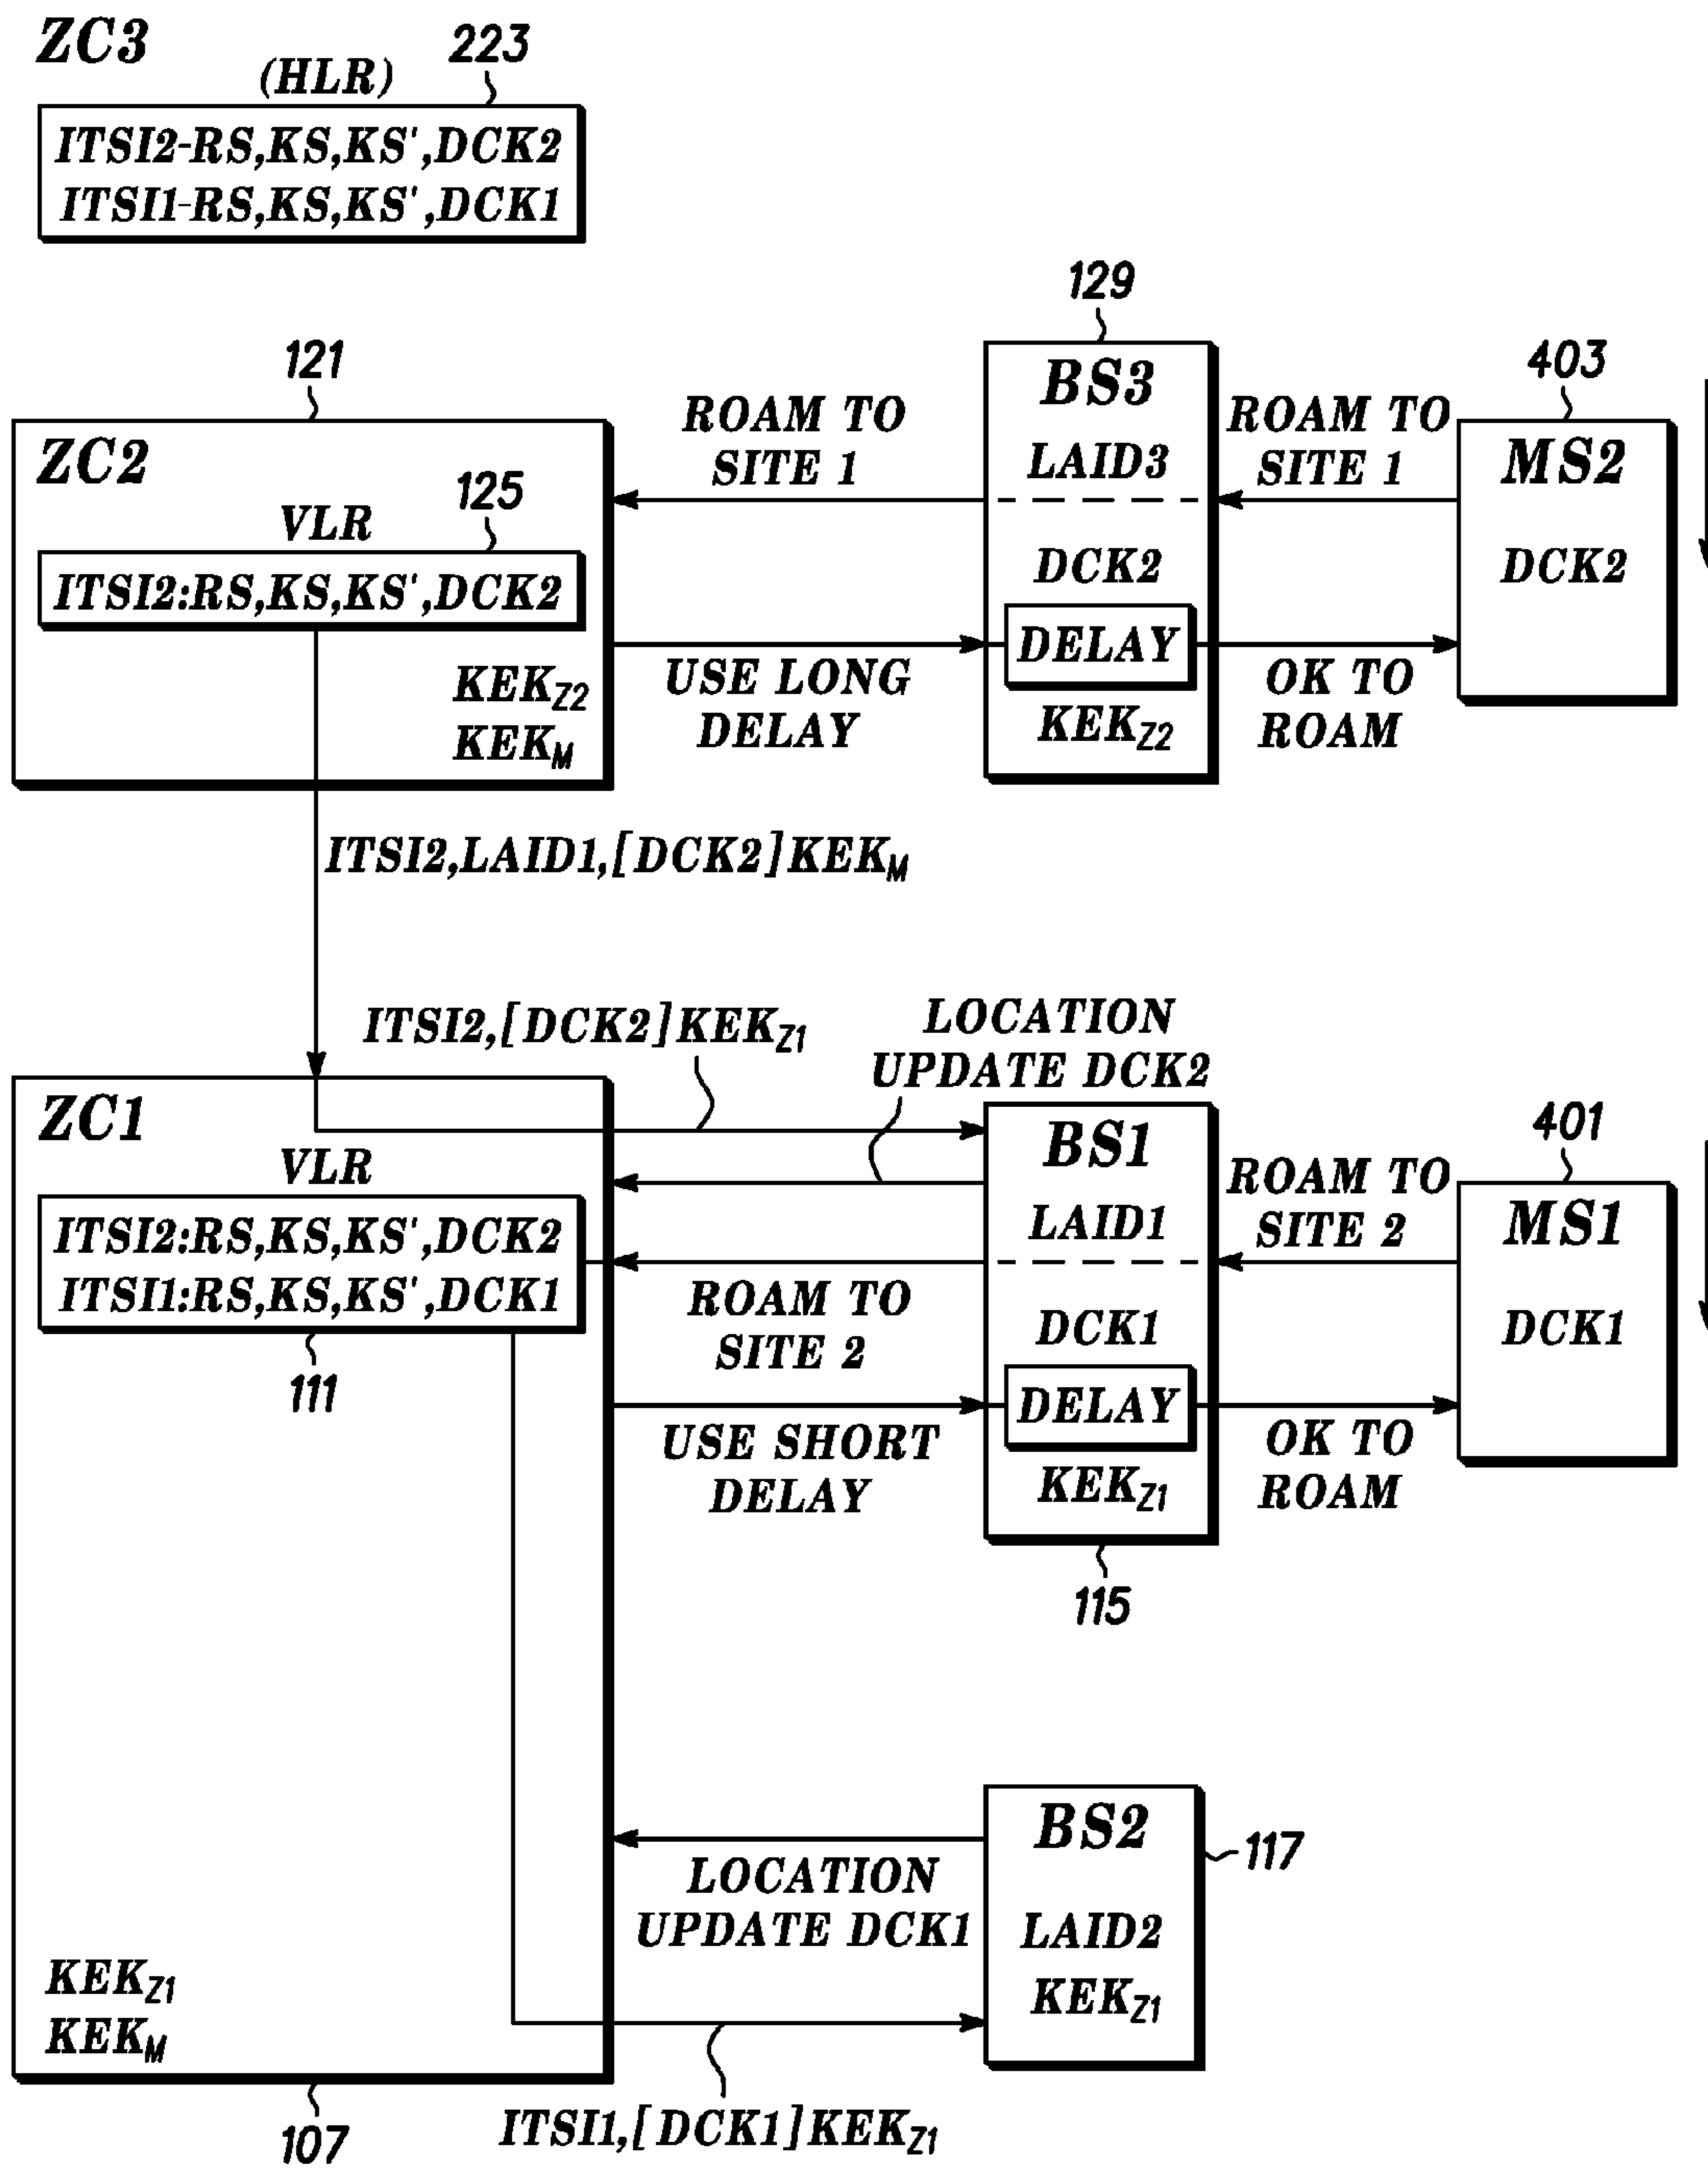 ZC3
(HLR)
223
ITSI2-RS,KS,KS',DCK2
ITSI1-RS,KS,KS',DCK1
121
ZC2
VLR
125
ITSI2:RS,KS,KS',DCK2
KEKZ2
KEKM
ROAM TO
SITE 1
USE LONG
DELAY
129
BS3
LAID3
DCK2
DELAY
KEKZ2
ROAM TO
SITE 1
OK TO
ROAM
403
MS2
DCK2
ITSI2,LAID1,[DCK2]KEKM
ITSI2,[DCK2]KEKZ1
LOCATION
UPDATE DCK2
ZC1
VLR
ITSI2:RS,KS,KS',DCK2
ITSI1:RS,KS,KS',DCK1
111
ROAM TO
SITE 2
USE SHORT
DELAY
BS1
LAID1
DCK1
DELAY
KEKZ1
115
ROAM TO
SITE 2
OK TO
ROAM
401
MS1
DCK1
LOCATION
UPDATE DCK1
BS2
LAID2
KEKZ1
117
KEKZ1
KEKM
107
ITSI1,[DCK1]KEKZ1